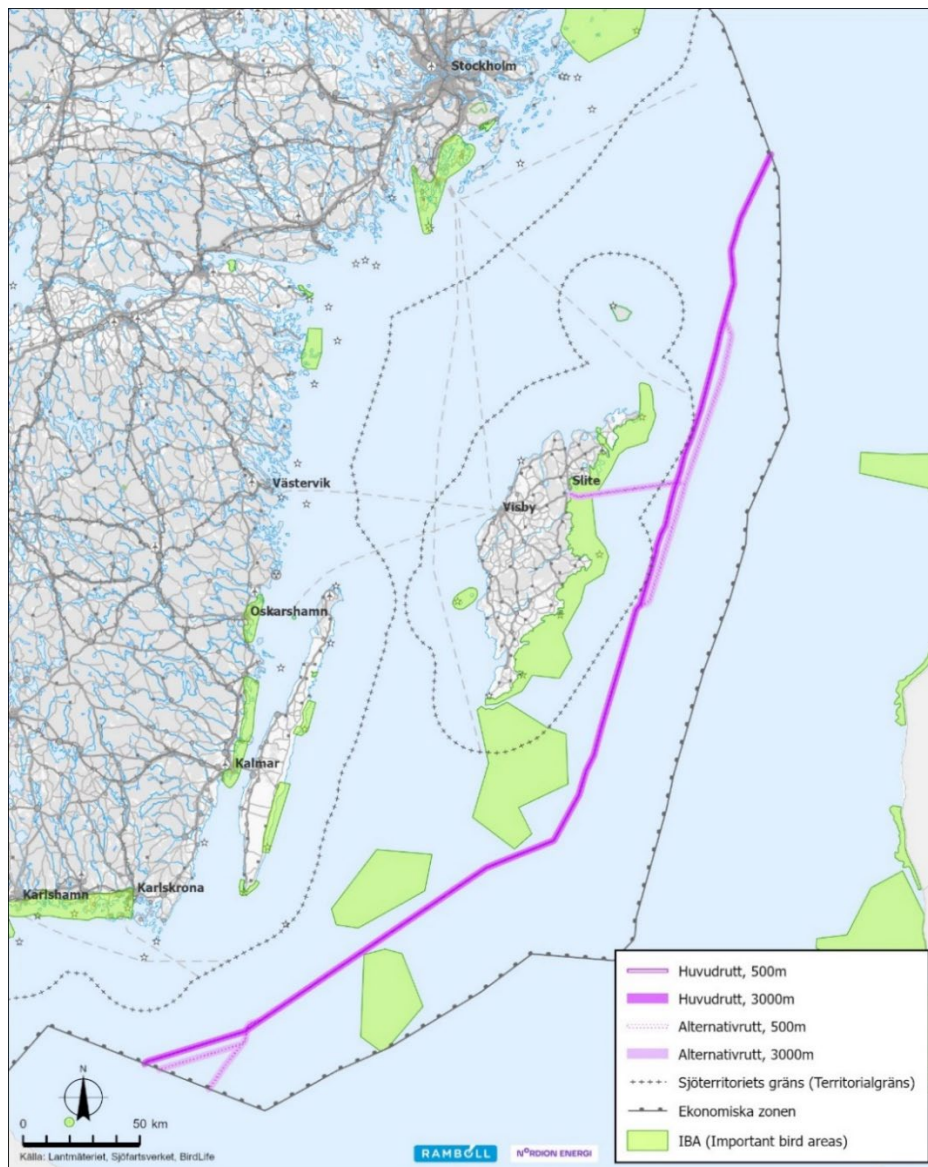 Stockholm
Västervik
Slite
Visby
Oskarshamn
Kalmar
Karlshamn
Karlskrona
Huvudrutt, 500m
Huvudrutt, 3000m
Alternativrutt, 500m
Alternativrutt, 3000m
Sjöterritoriets gräns (Territorialgräns)
Ekonomiska zonen
IBA (Important bird areas)
N
0 50 km
Källa: Lantmäteriet, Sjöfartsverket, BirdLife
RAMBOLL
NORDION ENERGI